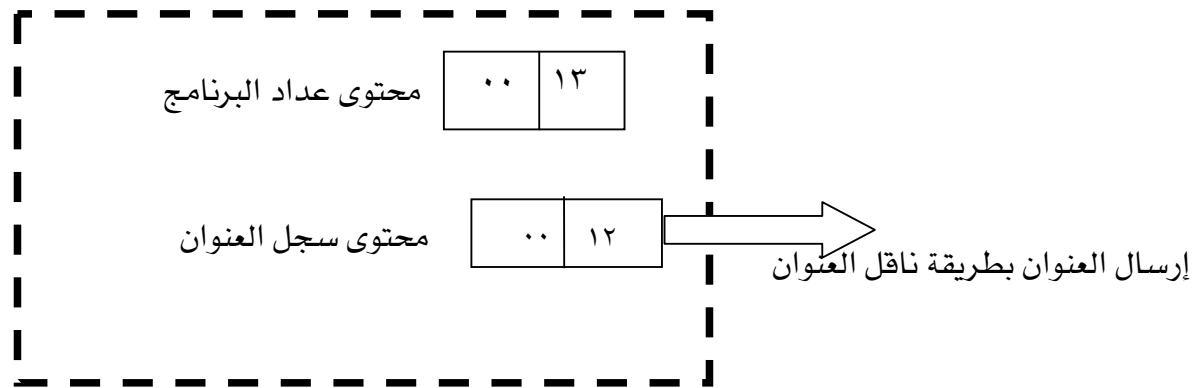 محتوى عداد البرنامج ٠٠ ١٣
محتوى سجل العنوان ٠٠ ١٢
إرسال العنوان بطريقة ناقل العنوان